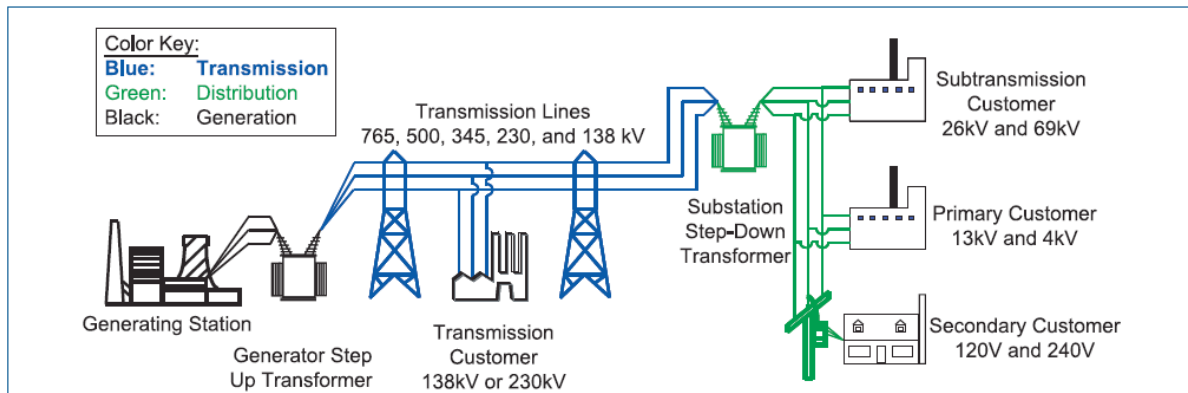 Color Key:
Blue: Transmission
Green: Distribution
Black: Generation
Transmission Lines
765, 500, 345, 230, and 138 kV
Subtransmission
Customer
26kV and 69kV
Substation
Step-Down
Transformer
Primary Customer
13kV and 4kV
Generating Station
Generator Step
Up Transformer
Transmission
Customer
138kV or 230kV
Secondary Customer
120V and 240V